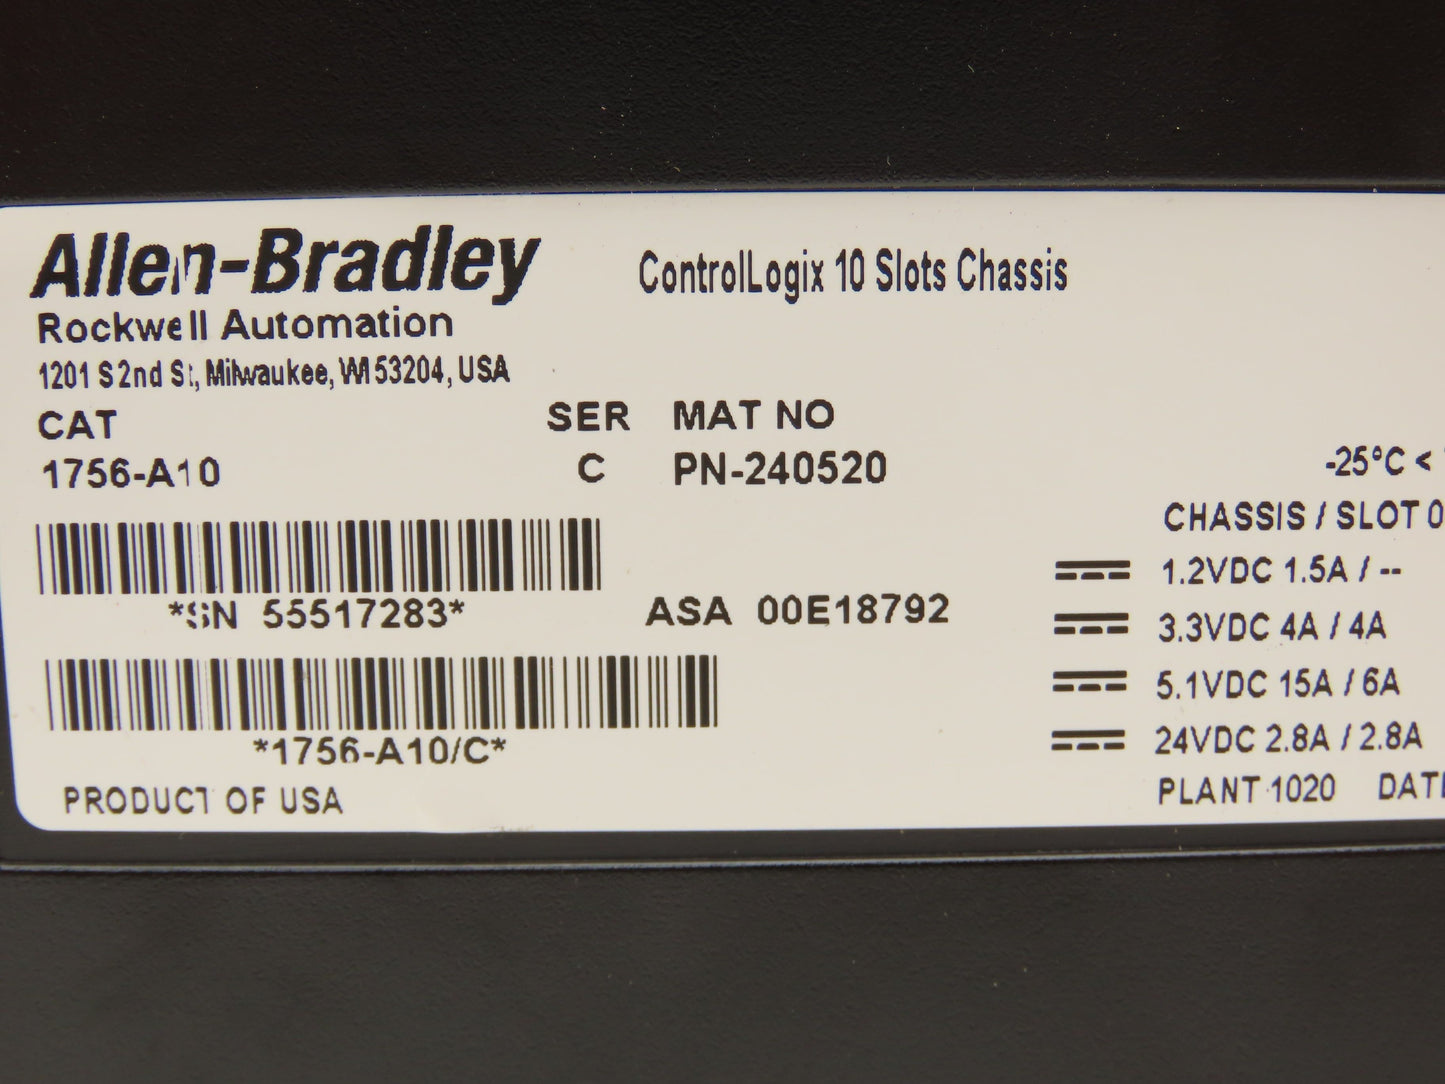 Allen-Bradley
ControlLogix 10 Slots Chassis
Rockwell Automation
1201 S 2nd St, Milwaukee, WI 53204, USA
CAT SER MAT NO
1756-A10 C PN-240520
-25°C <
CHASSIS / SLOT 0
1.2VDC 1.5A / --
*SN 55517283* ASA 00E18792
3.3VDC 4A / 4A
5.1VDC 15A / 6A
24VDC 2.8A / 2.8A
*1756-A10/C*
PRODUCT OF USA
PLANT 1020